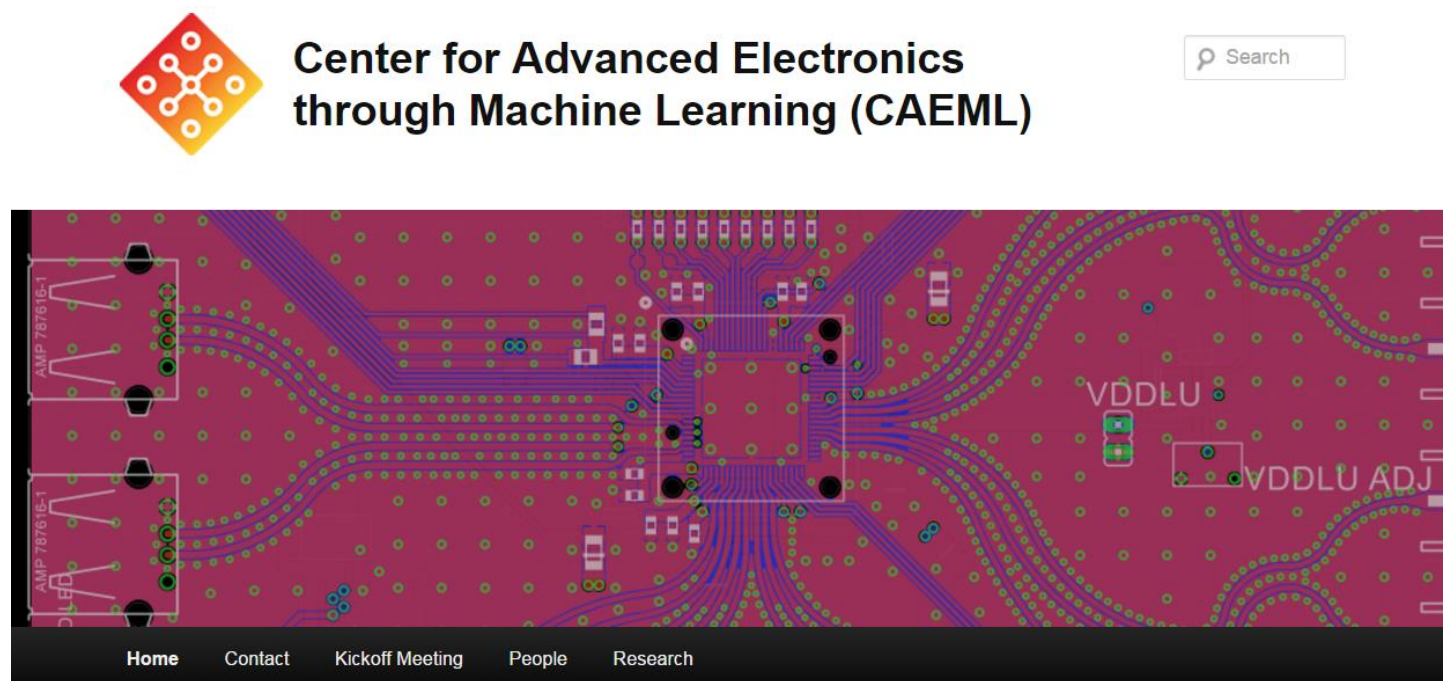 Center for Advanced Electronics
through Machine Learning (CAEML)
Search
AMP 787616-1
VDDLU
VDDLU ADJ
AMP 787616-1
Home Contact Kickoff Meeting People Research